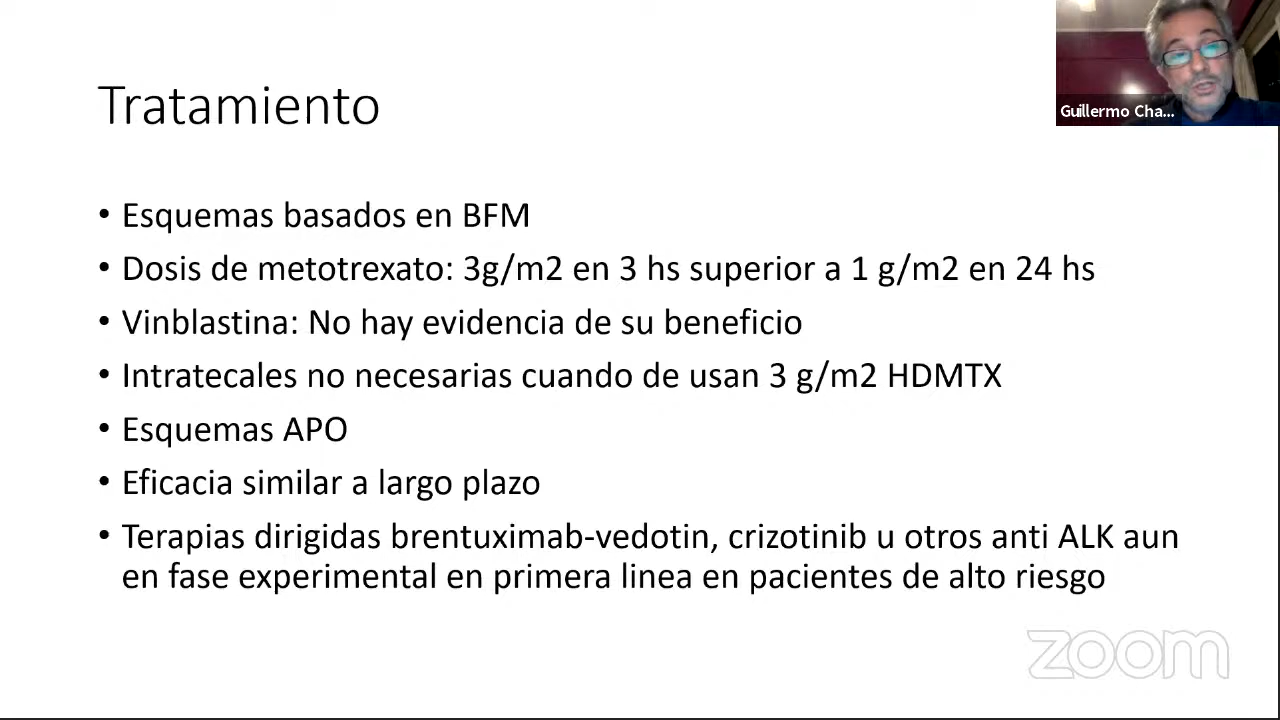 Guillermo Cha...
Tratamiento
• Esquemas basados en BFM
• Dosis de metotrexato: 3g/m2 en 3 hs superior a 1 g/m2 en 24 hs
• Vinblastina: No hay evidencia de su beneficio
• Intratecales no necesarias cuando de usan 3 g/m2 HDMTX
• Esquemas APO
• Eficacia similar a largo plazo
• Terapias dirigidas brentuximab-vedotin, crizotinib u otros anti ALK aun
en fase experimental en primera linea en pacientes de alto riesgo
zoom